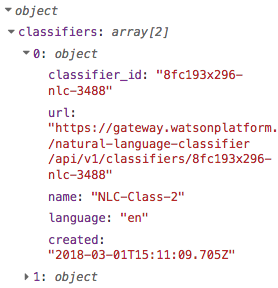 object
classifiers: array[2]
0: object
classifier_id: "8fc193x296-
nlc-3488"
url:
"https://gateway.watsonplatform.
/natural-language-classifier
/api/v1/classifiers/8fc193x296-
nlc-3488"
name: "NLC-Class-2"
language: "en"
created:
"2018-03-01T15:11:09.705Z"
1: object